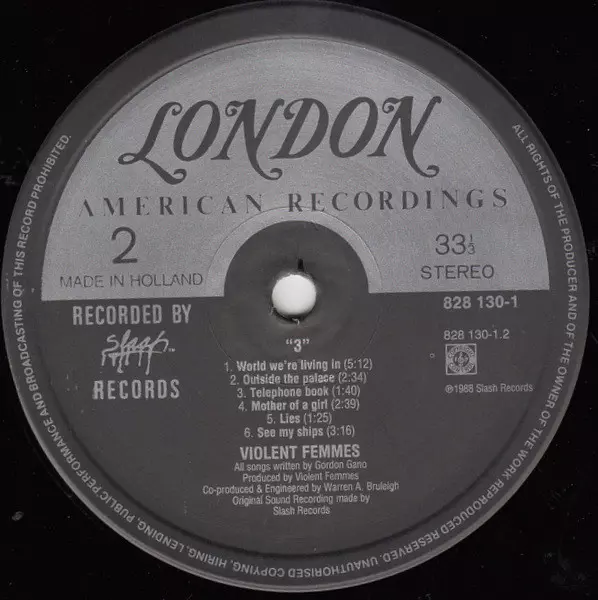 LONDON
AMERICAN RECORDINGS
2
MADE IN HOLLAND
33⅓
STEREO
RECORDED BY
slash
RECORDS
828 130-1
828 130-1.2
℗1988 Slash Records
"3"
1. World we're living in (5:12)
2. Outside the palace (2:34)
3. Telephone book (1:40)
4. Mother of a girl (2:39)
5. Lies (1:25)
6. See my ships (3:16)
VIOLENT FEMMES
All songs written by Gordon Gano
Produced by Violent Femmes
Co-produced & Engineered by Warren A. Bruleigh
Original Sound Recording made by
Slash Records
ALL RIGHTS OF THE PRODUCER AND OF THE OWNER OF THE WORK REPRODUCED RESERVED. UNAUTHORISED COPYING, HIRING, LENDING, PUBLIC PERFORMANCE AND BROADCASTING OF THIS RECORD PROHIBITED.